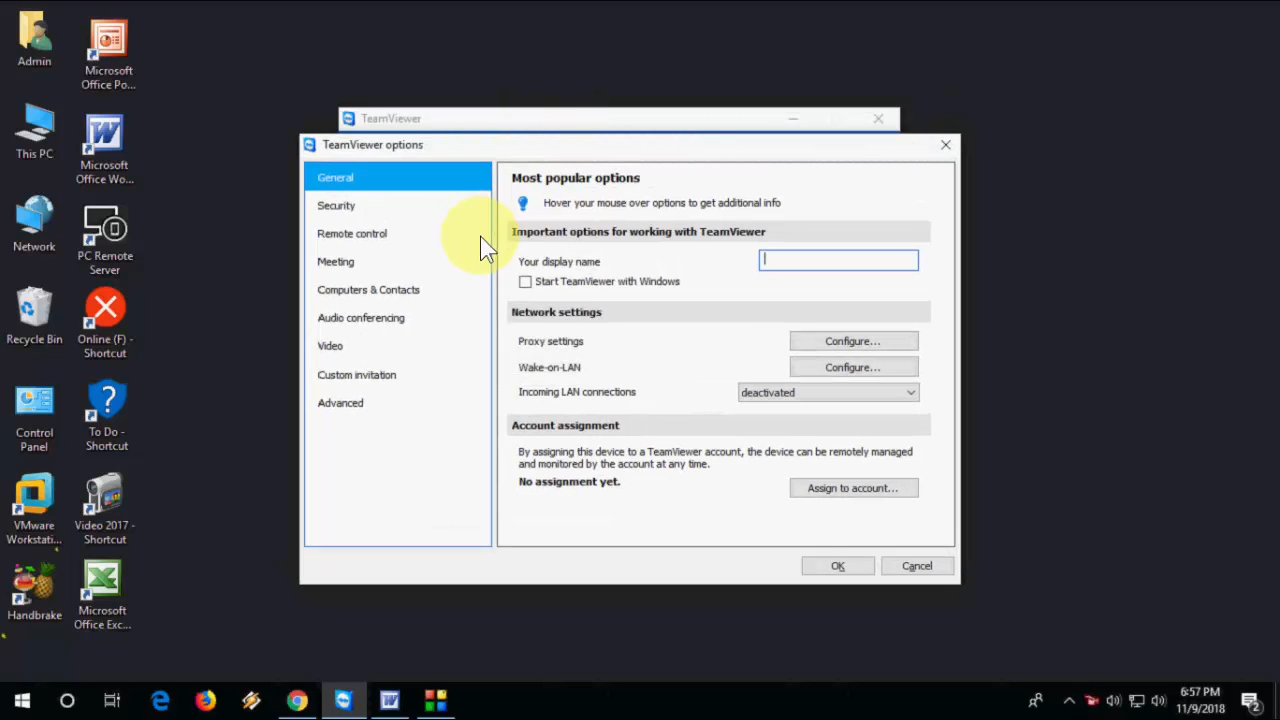 Admin
Microsoft
Office Po...
This PC
Microsoft
Office Wo...
Network
PC Remote
Server
Recycle Bin
Online (F) -
Shortcut
Control
Panel
To Do -
Shortcut
VMware
Workstati...
Video 2017 -
Shortcut
Handbrake
Microsoft
Office Exc...
TeamViewer
TeamViewer options
General
Security
Remote control
Meeting
Computers & Contacts
Audio conferencing
Video
Custom invitation
Advanced
Most popular options
Hover your mouse over options to get additional info
Important options for working with TeamViewer
Your display name
Start TeamViewer with Windows
Network settings
Proxy settings
Configure...
Wake-on-LAN
Configure...
Incoming LAN connections
deactivated
Account assignment
By assigning this device to a TeamViewer account, the device can be remotely managed
and monitored by the account at any time.
No assignment yet.
Assign to account...
OK
Cancel
6:57 PM
11/9/2018
2